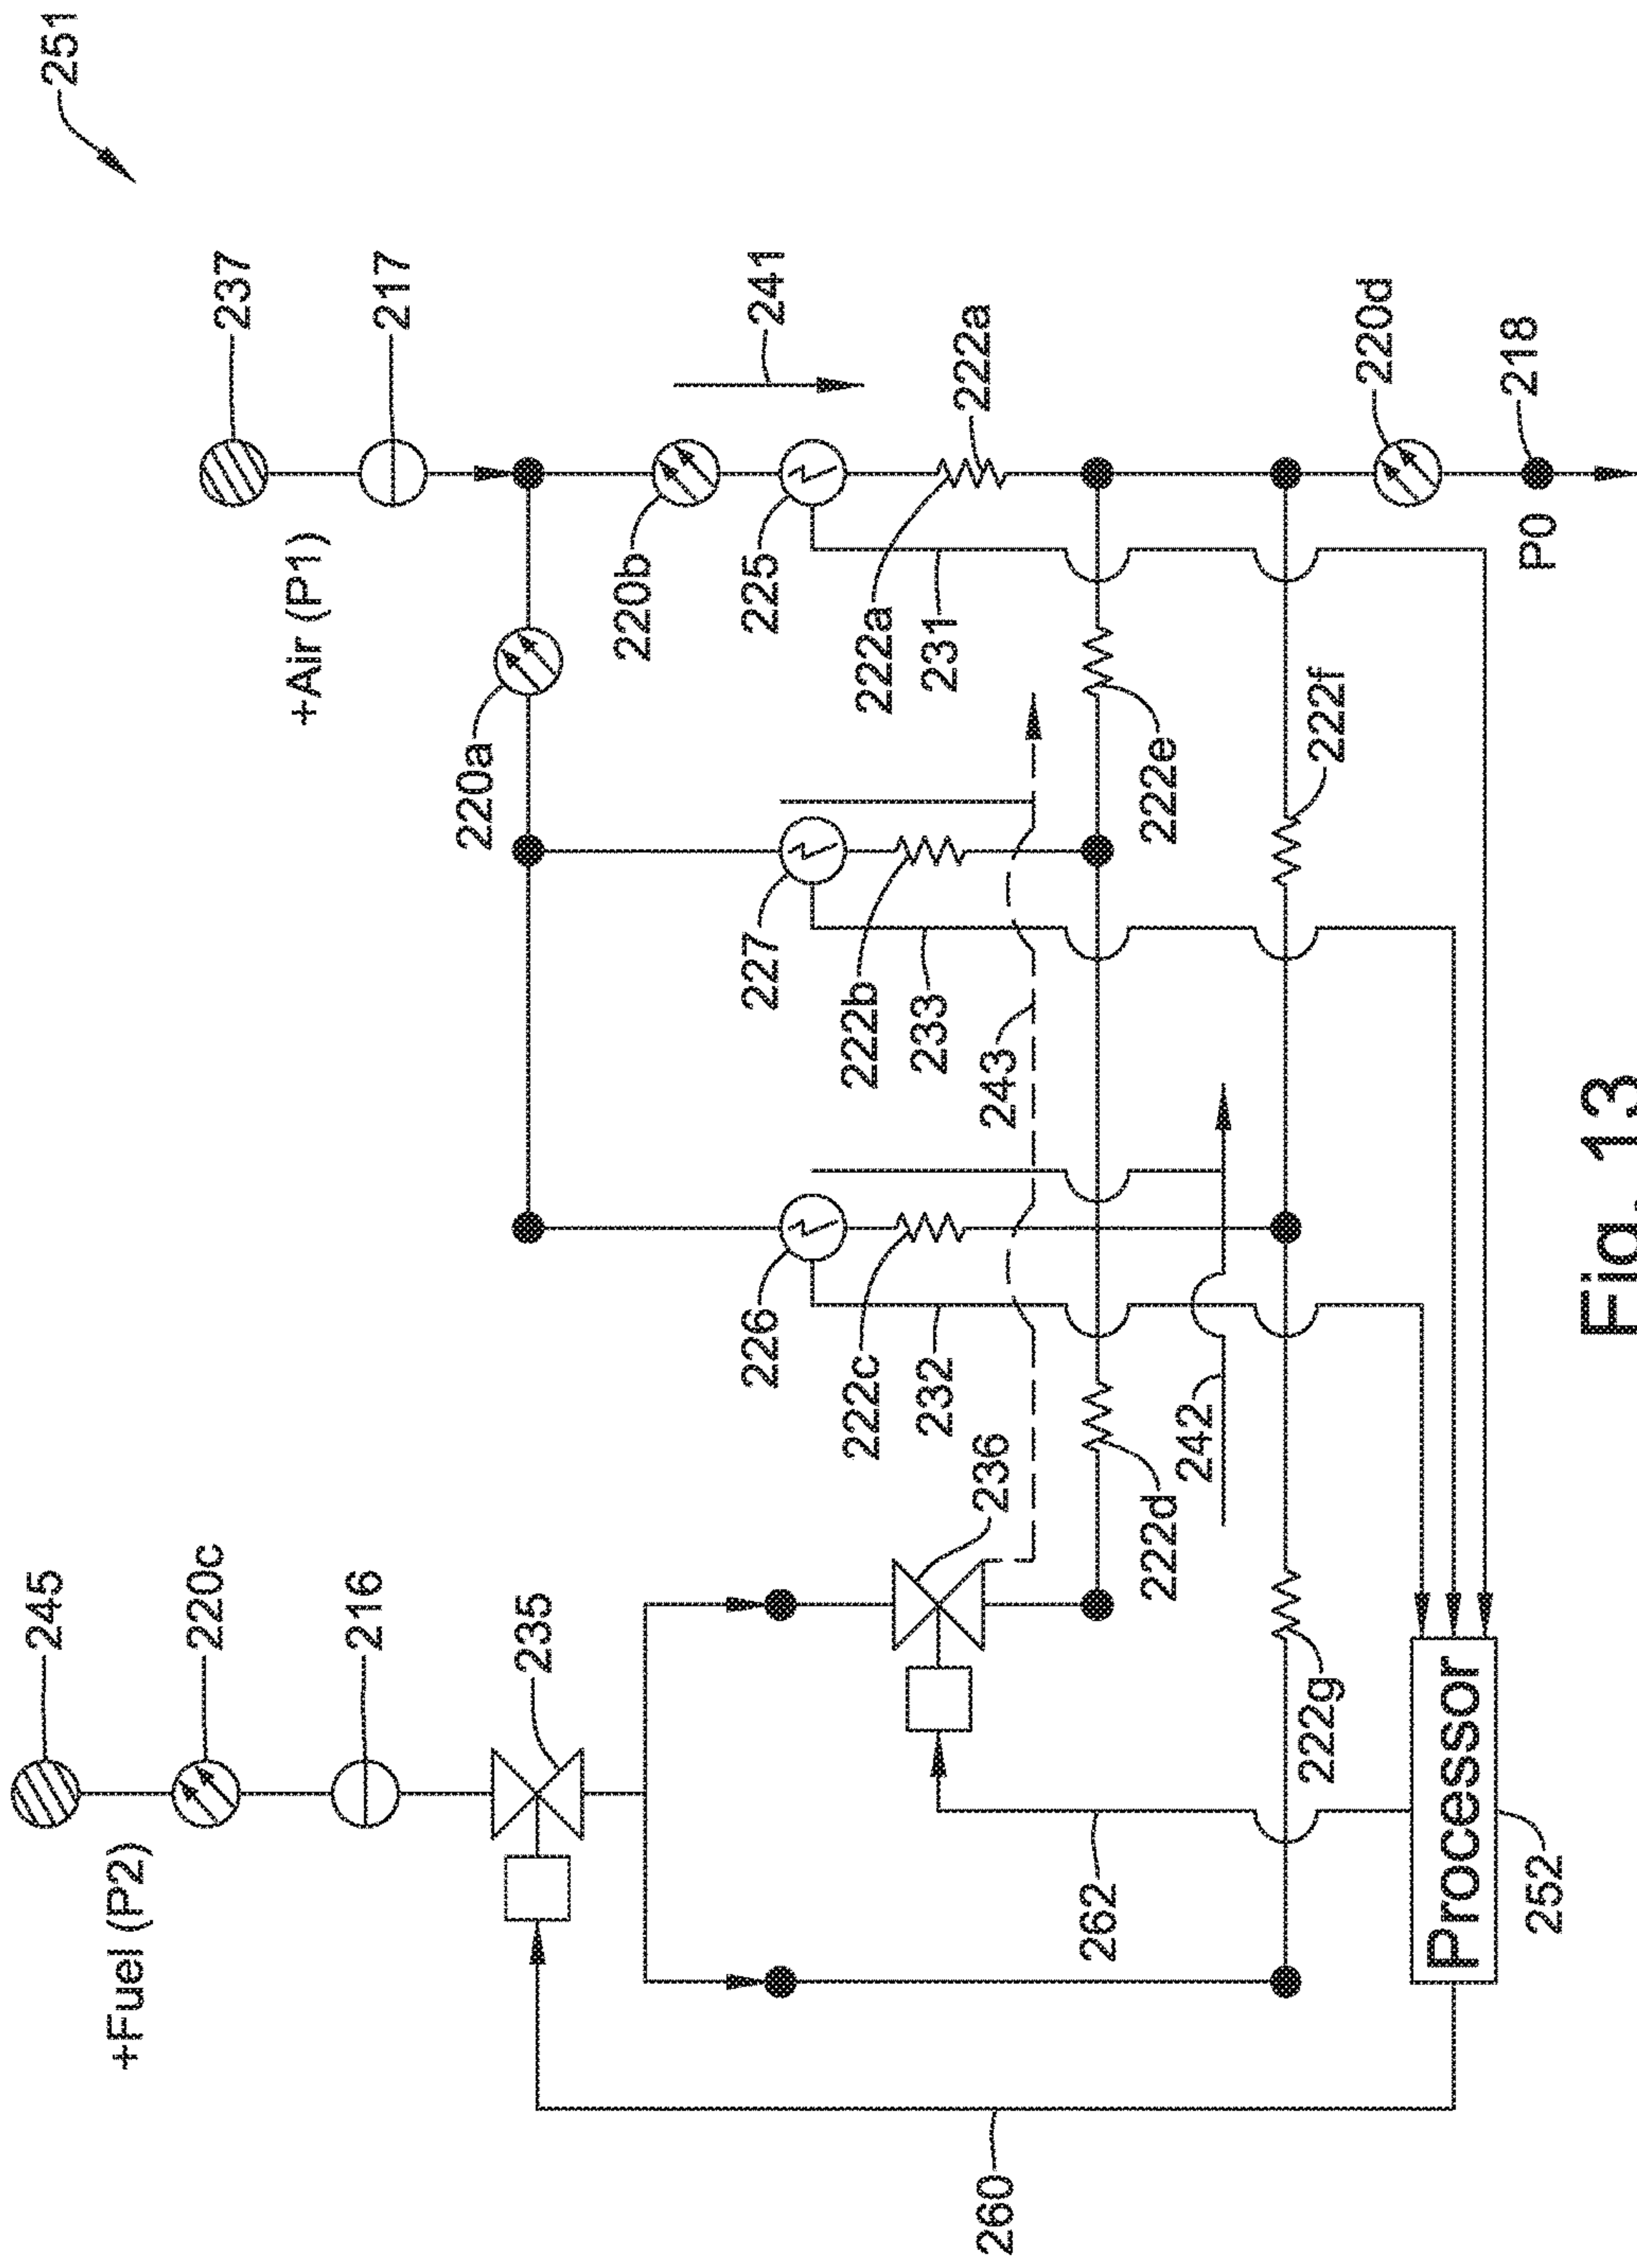 251
237
217
+Air (P1)
241
220a
220b
225
222a
222a
231
220d
218
P0
227
222b
233
243
222e
222f
226
222c
232
242
236
222d
222g
245
220c
216
+Fuel (P2)
235
262
260
Processor
252
Fig. 13